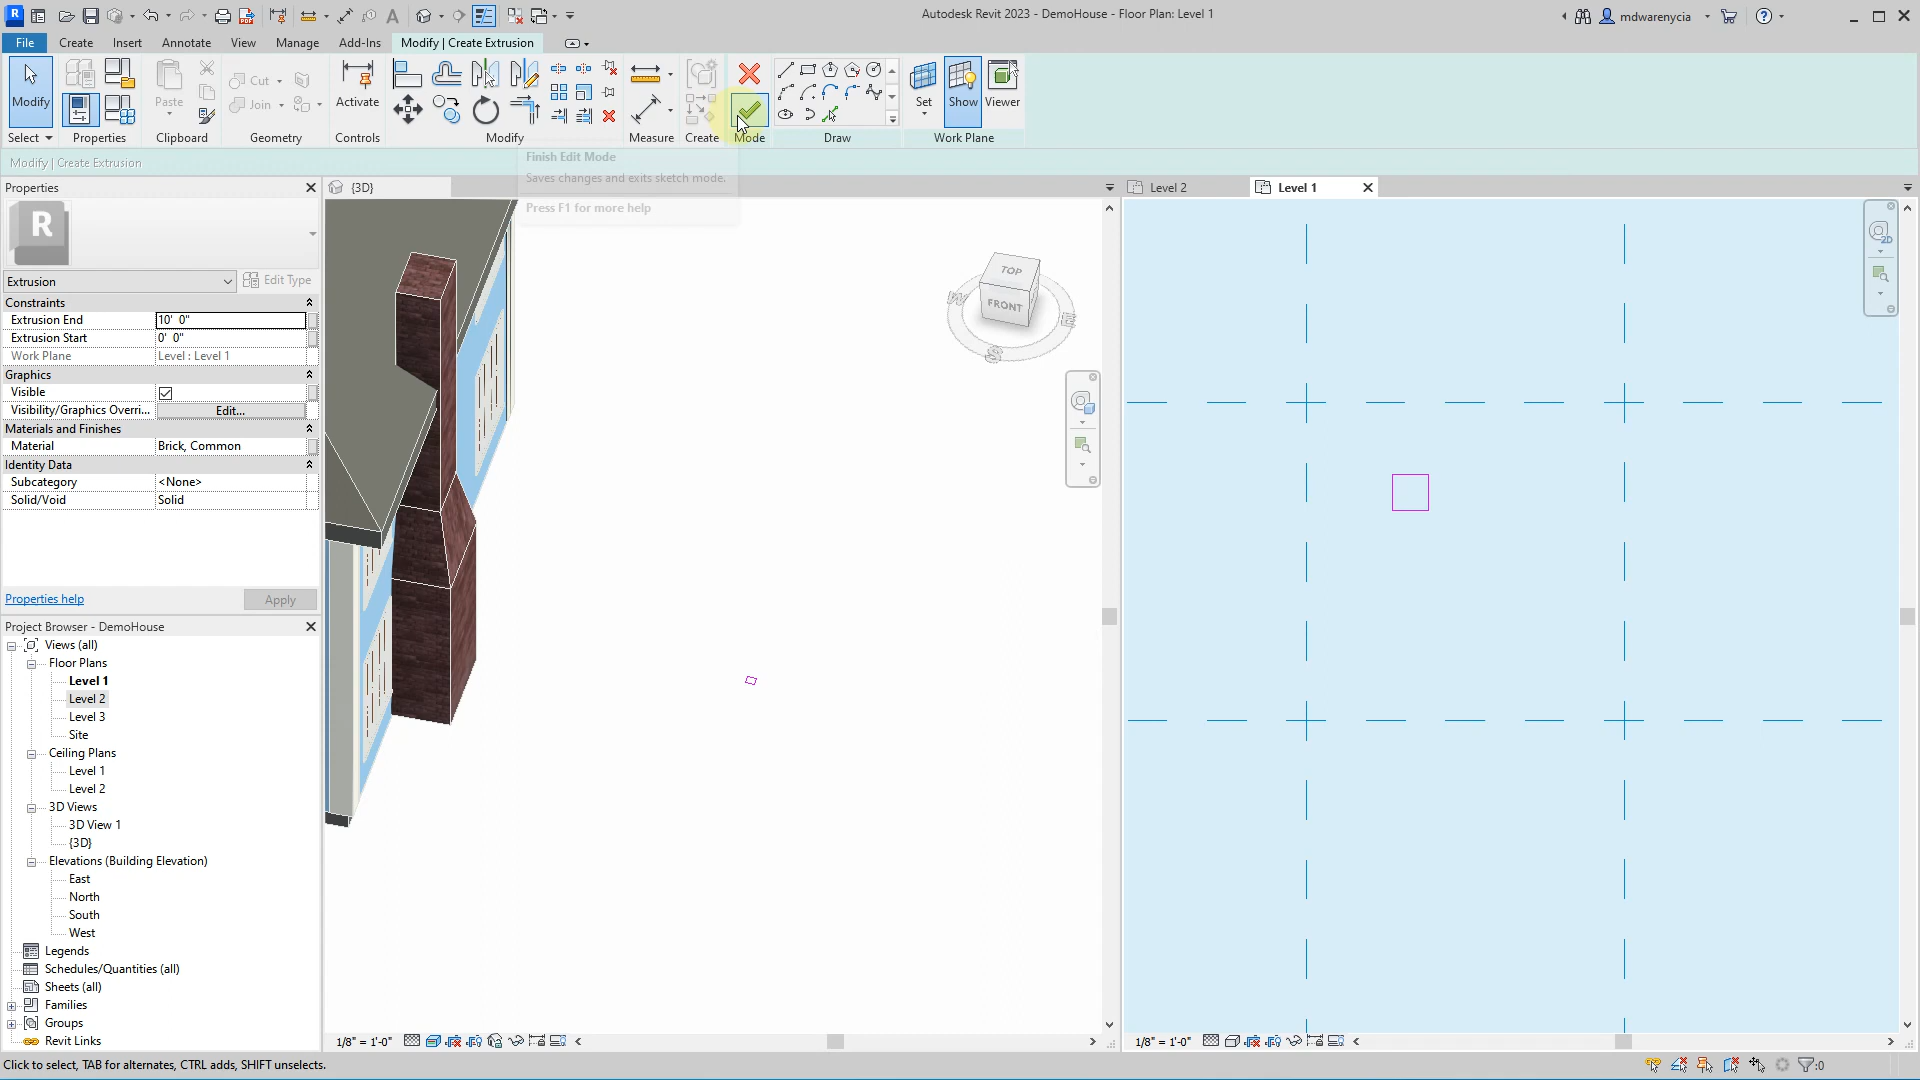 Autodesk Revit 2023 - DemoHouse - Floor Plan: Level 1
mdwarenycia
File
Create
Insert
Annotate
View
Manage
Add-Ins
Modify | Create Extrusion
Modify
Paste
Cut
Join
Activate
Set
Show
Viewer
Select
Properties
Clipboard
Geometry
Controls
Modify
Measure
Create
Mode
Draw
Work Plane
Modify | Create Extrusion
Finish Edit Mode
Saves changes and exits sketch mode.
Press F1 for more help
Properties
R
Extrusion
Edit Type
Constraints
Extrusion End 10' 0"
Extrusion Start 0' 0"
Work Plane Level : Level 1
Graphics
Visible
Visibility/Graphics Overri... Edit...
Materials and Finishes
Material Brick, Common
Identity Data
Subcategory <None>
Solid/Void Solid
Properties help
Apply
Project Browser - DemoHouse
Views (all)
Floor Plans
Level 1
Level 2
Level 3
Site
Ceiling Plans
Level 1
Level 2
3D Views
3D View 1
{3D}
Elevations (Building Elevation)
East
North
South
West
Legends
Schedules/Quantities (all)
Sheets (all)
Families
Groups
Revit Links
{3D}
TOP
FRONT
W
S
E
1/8" = 1'-0"
Level 2
Level 1
2D
1/8" = 1'-0"
Click to select, TAB for alternates, CTRL adds, SHIFT unselects.
:0